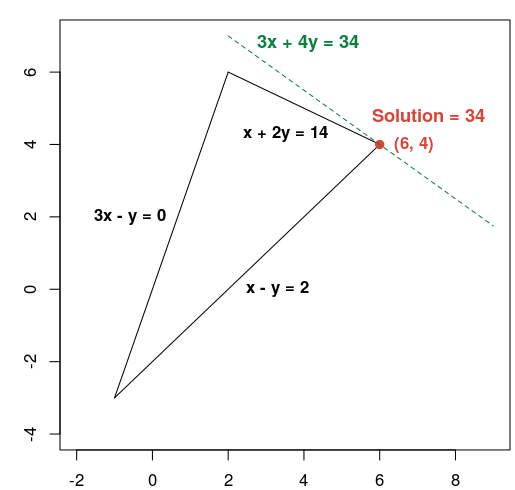 3x + 4y = 34
Solution = 34
(6, 4)
x + 2y = 14
3x - y = 0
x - y = 2
6
4
2
0
-2
-4
-2 0 2 4 6 8